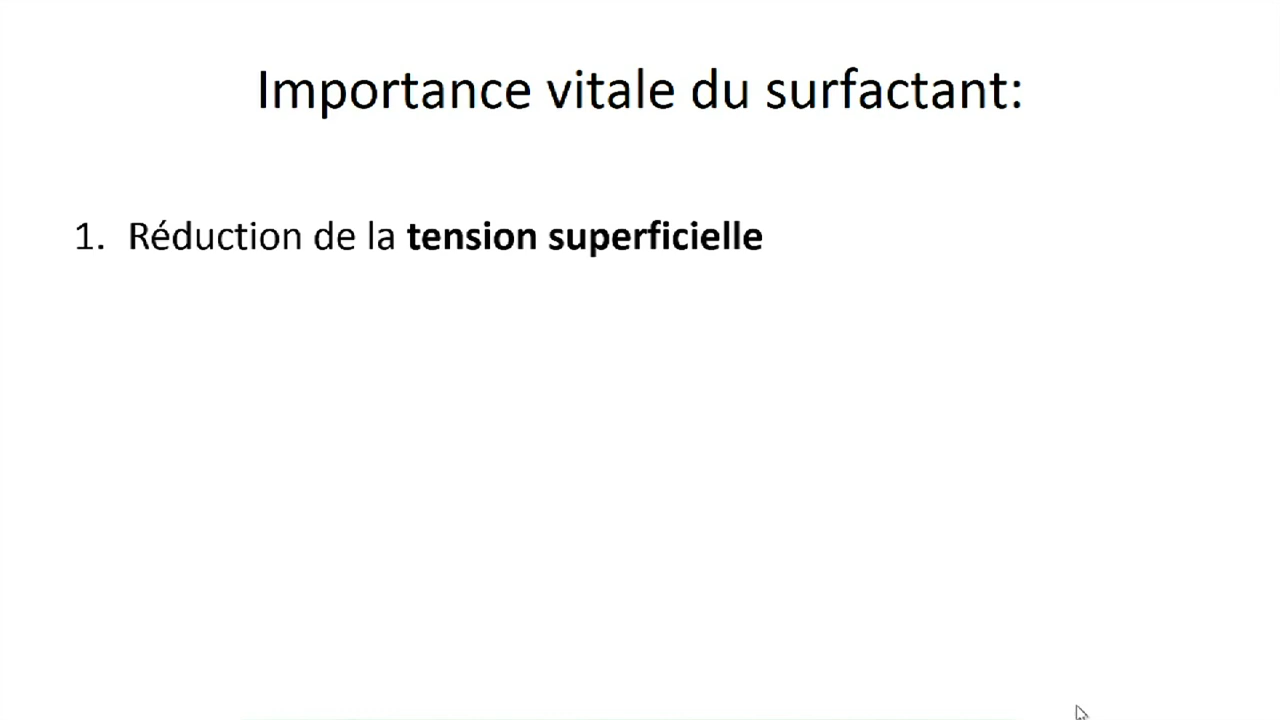 Importance vitale du surfactant:
1. Réduction de la tension superficielle